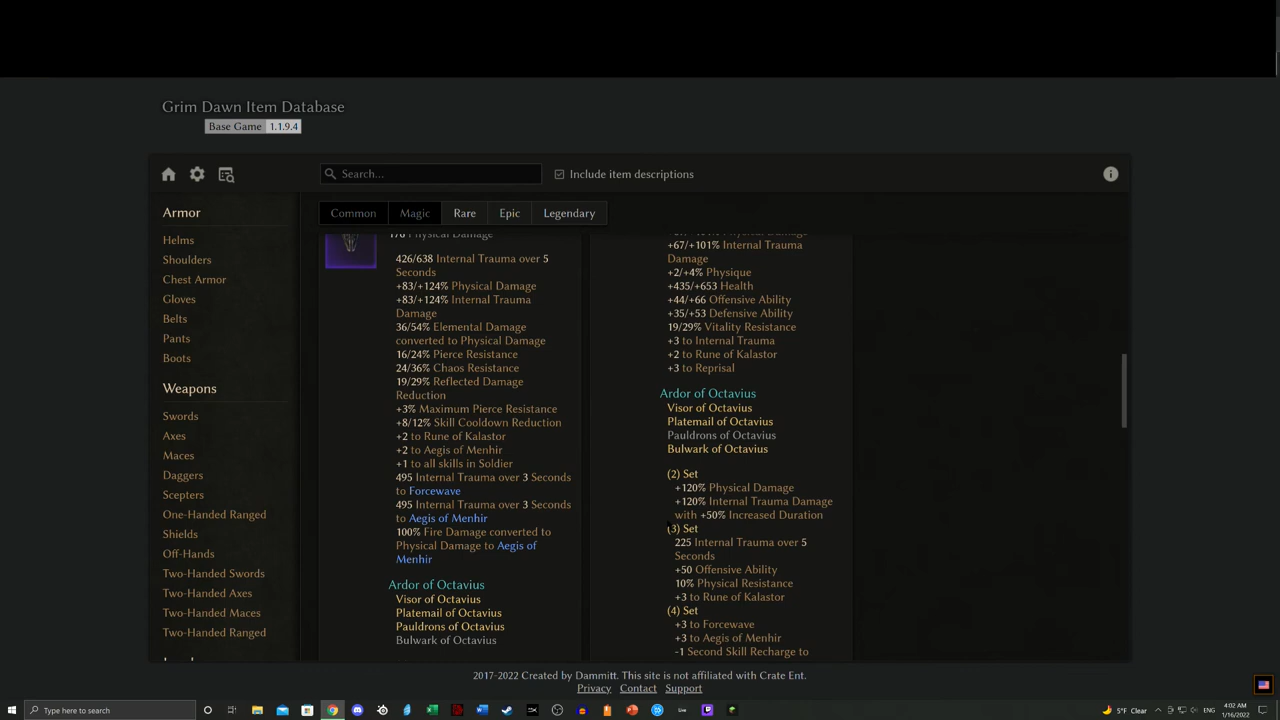 Grim Dawn Item Database
Base Game 1.1.9.4
Search...
Include item descriptions
Common Magic Rare Epic Legendary
Armor
Helms
Shoulders
Chest Armor
Gloves
Belts
Pants
Boots
Weapons
Swords
Axes
Maces
Daggers
Scepters
One-Handed Ranged
Shields
Off-Hands
Two-Handed Swords
Two-Handed Axes
Two-Handed Maces
Two-Handed Ranged
Physical Damage
426/638 Internal Trauma over 5
Seconds
+83/+124% Physical Damage
+83/+124% Internal Trauma
Damage
36/54% Elemental Damage
converted to Physical Damage
16/24% Pierce Resistance
24/36% Chaos Resistance
19/29% Reflected Damage
Reduction
+3% Maximum Pierce Resistance
+8/12% Skill Cooldown Reduction
+2 to Rune of Kalastor
+2 to Aegis of Menhir
+1 to all skills in Soldier
495 Internal Trauma over 3 Seconds
to Forcewave
495 Internal Trauma over 3 Seconds
to Aegis of Menhir
100% Fire Damage converted to
Physical Damage to Aegis of
Menhir
Ardor of Octavius
Visor of Octavius
Platemail of Octavius
Pauldrons of Octavius
Bulwark of Octavius
+67/+101% Internal Trauma
Damage
+2/+4% Physique
+435/+653 Health
+44/+66 Offensive Ability
+35/+53 Defensive Ability
19/29% Vitality Resistance
+3 to Internal Trauma
+2 to Rune of Kalastor
+3 to Reprisal
Ardor of Octavius
Visor of Octavius
Platemail of Octavius
Pauldrons of Octavius
Bulwark of Octavius
(2) Set
+120% Physical Damage
+120% Internal Trauma Damage
with +50% Increased Duration
(3) Set
225 Internal Trauma over 5
Seconds
+50 Offensive Ability
10% Physical Resistance
+3 to Rune of Kalastor
(4) Set
+3 to Forcewave
+3 to Aegis of Menhir
-1 Second Skill Recharge to
2017-2022 Created by Dammitt. This site is not affiliated with Crate Ent.
Privacy Contact Support
Type here to search
5°F Clear
ENG
4:02 AM
1/16/2022